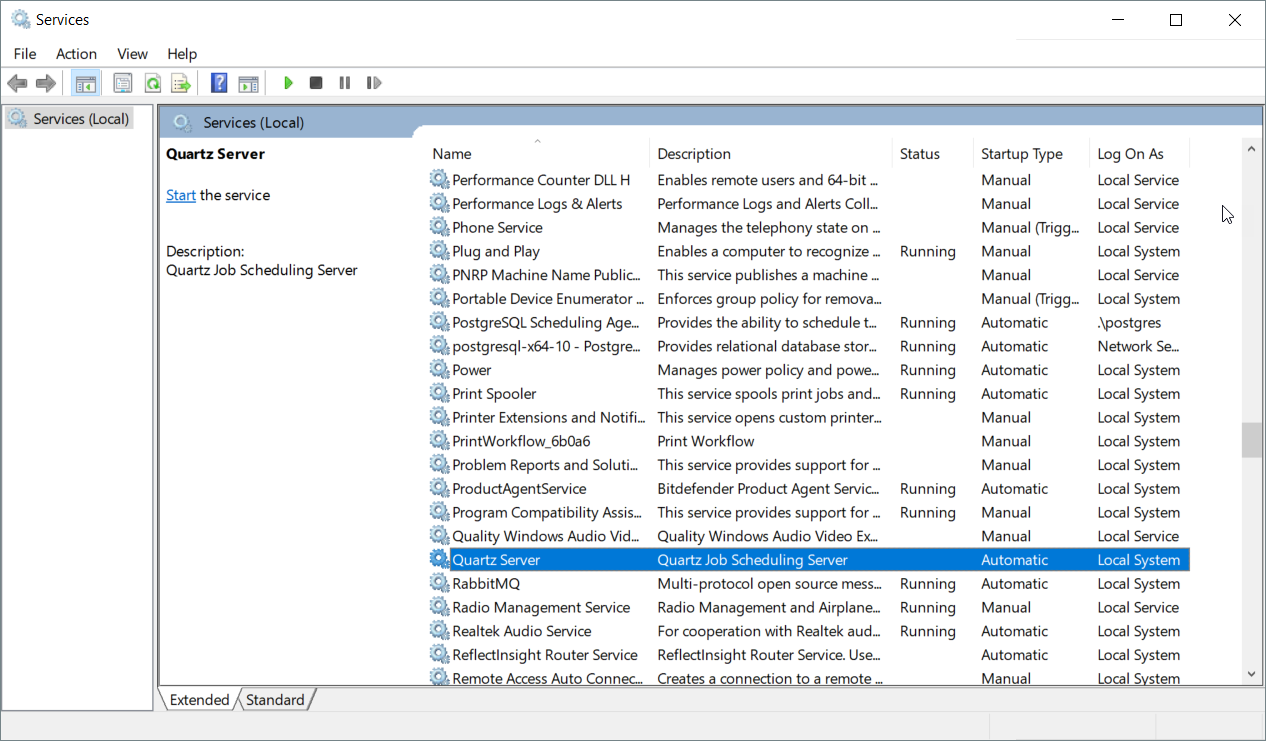 Services
File Action View Help
Services (Local)
Services (Local)
Quartz Server
Start the service
Description:
Quartz Job Scheduling Server
Name Description Status Startup Type Log On As
Performance Counter DLL H Enables remote users and 64-bit ... Manual Local Service
Performance Logs & Alerts Performance Logs and Alerts Coll... Manual Local Service
Phone Service Manages the telephony state on ... Manual (Trigg... Local Service
Plug and Play Enables a computer to recognize ... Running Manual Local System
PNRP Machine Name Public... This service publishes a machine ... Manual Local Service
Portable Device Enumerator ... Enforces group policy for remova... Manual (Trigg... Local System
PostgreSQL Scheduling Age... Provides the ability to schedule t... Running Automatic .\postgres
postgresql-x64-10 - Postgre... Provides relational database stor... Running Automatic Network Se...
Power Manages power policy and powe... Running Automatic Local System
Print Spooler This service spools print jobs and... Running Automatic Local System
Printer Extensions and Notifi... This service opens custom printer... Manual Local System
PrintWorkflow_6b0a6 Print Workflow Manual Local System
Problem Reports and Soluti... This service provides support for ... Manual Local System
ProductAgentService Bitdefender Product Agent Servic... Running Automatic Local System
Program Compatibility Assis... This service provides support for ... Running Manual Local System
Quality Windows Audio Vid... Quality Windows Audio Video Ex... Manual Local Service
Quartz Server Quartz Job Scheduling Server Automatic Local System
RabbitMQ Multi-protocol open source mess... Running Automatic Local System
Radio Management Service Radio Management and Airplane... Running Manual Local Service
Realtek Audio Service For cooperation with Realtek aud... Running Automatic Local System
ReflectInsight Router Service ReflectInsight Router Service. Use... Automatic Local System
Remote Access Auto Connec... Creates a connection to a remote ... Manual Local System
Extended Standard